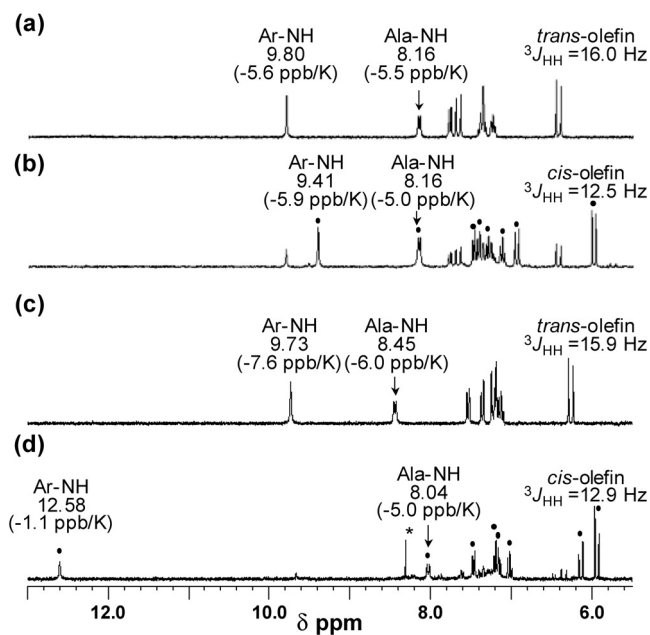 (a)
Ar-NH
9.80
(-5.6 ppb/K)
Ala-NH
8.16
(-5.5 ppb/K)
trans-olefin
³J_HH =16.0 Hz
(b)
Ar-NH
9.41
(-5.9 ppb/K)
Ala-NH
8.16
(-5.0 ppb/K)
cis-olefin
³J_HH =12.5 Hz
(c)
Ar-NH
9.73
(-7.6 ppb/K)
Ala-NH
8.45
(-6.0 ppb/K)
trans-olefin
³J_HH =15.9 Hz
(d)
Ar-NH
12.58
(-1.1 ppb/K)
Ala-NH
8.04
(-5.0 ppb/K)
*
cis-olefin
³J_HH =12.9 Hz
12.0 10.0 8.0 6.0
δ ppm